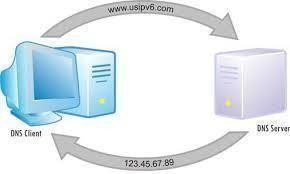 www.usipv6.com
DNS Client
DNS Server
123.45.67.89